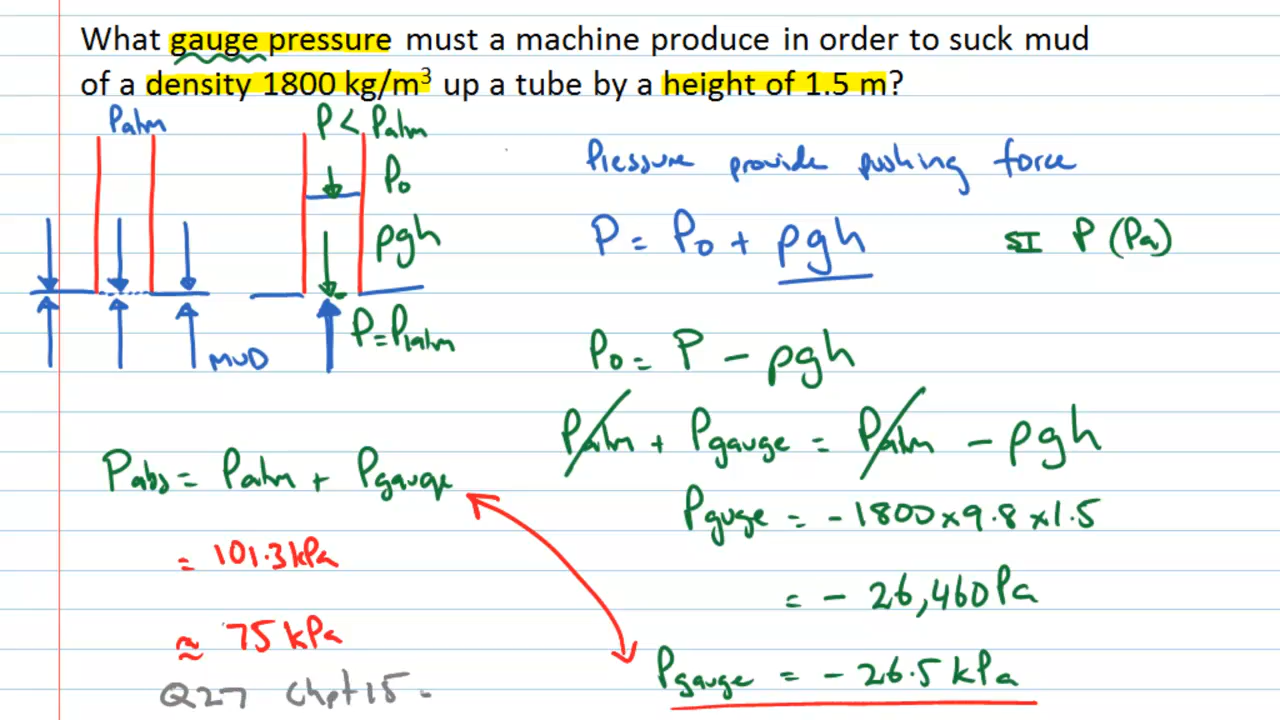 What gauge pressure must a machine produce in order to suck mud
of a density 1800 kg/m³ up a tube by a height of 1.5 m?
Patm
P < Patm
P₀
ρgh
P = P₁atm
MUD
Pressure provide pushing force
P = P₀ + ρgh
SI P (Pa)
P₀ = P - ρgh
Patm + Pgauge = Patm - ρgh
Pabs = Patm + Pgauge
Pguge = - 1800 × 9.8 × 1.5
= 101.3 kPa
= - 26,460 Pa
≈ 75 kPa
Pgauge = - 26.5 kPa
Q27 Chpt 15 =